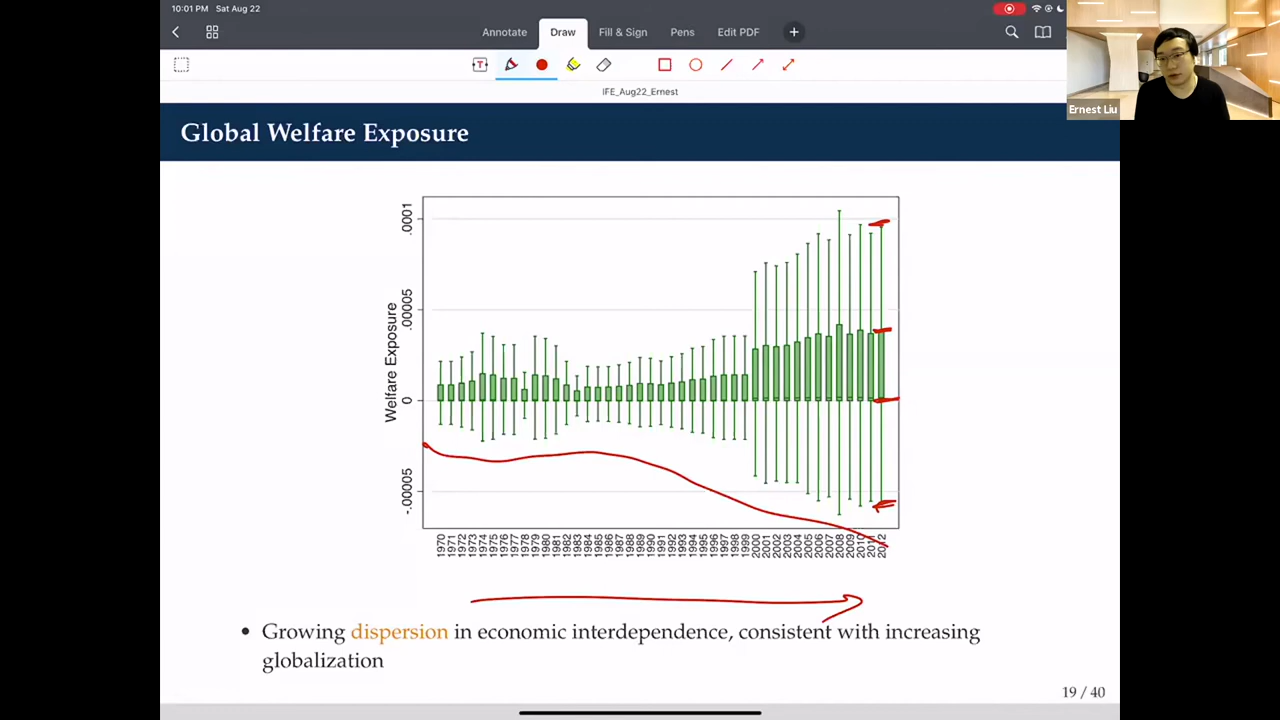 10:01 PM Sat Aug 22
Annotate Draw Fill & Sign Pens Edit PDF
T
IFE_Aug22_Ernest
Ernest Liu
Global Welfare Exposure
Welfare Exposure
.0001
.00005
0
-.00005
1970 1971 1972 1973 1974 1975 1976 1977 1978 1979 1980 1981 1982 1983 1984 1985 1986 1987 1988 1989 1990 1991 1992 1993 1994 1995 1996 1997 1998 1999 2000 2001 2002 2003 2004 2005 2006 2007 2008 2009 2010 2011 2012
• Growing dispersion in economic interdependence, consistent with increasing
globalization
19 / 40